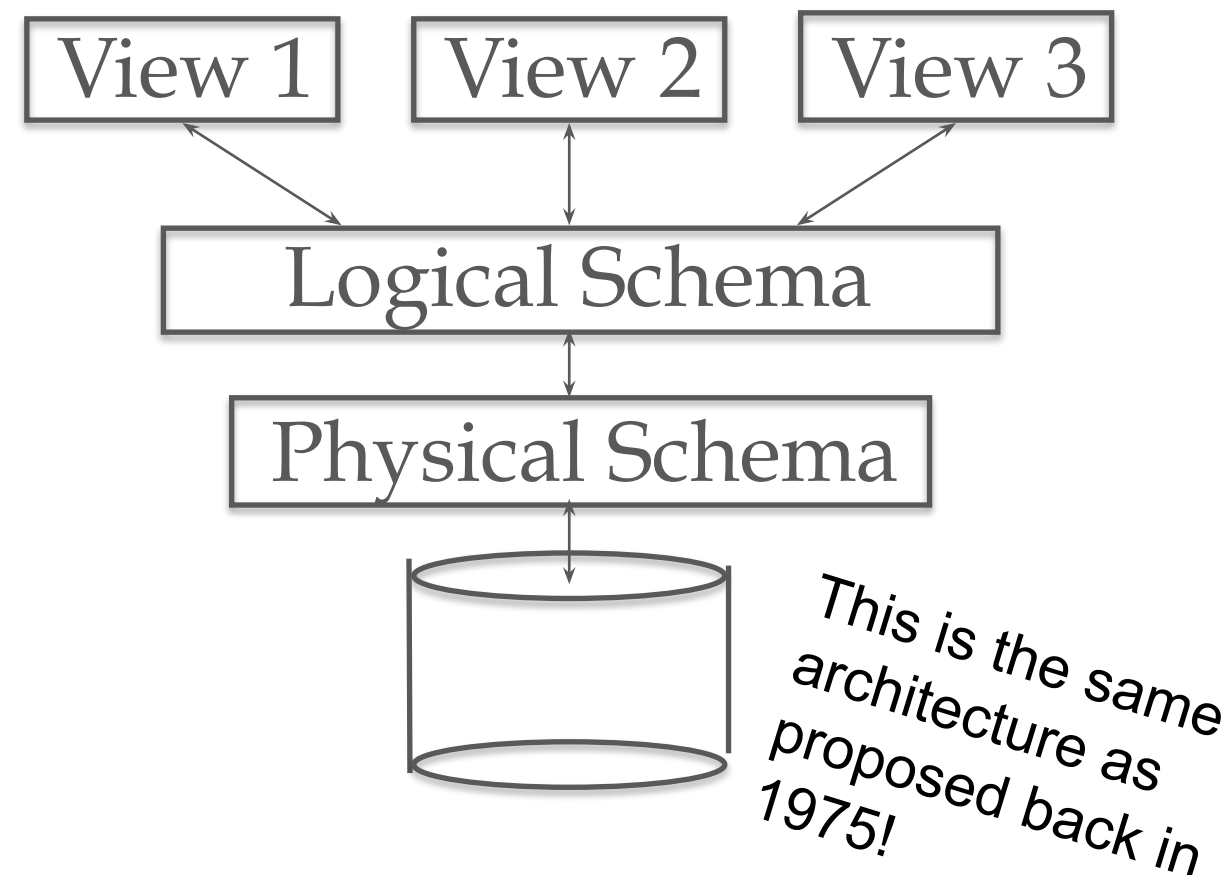 View 1
View 2
View 3
Logical Schema
Physical Schema
This is the same
architecture as
proposed back in
1975!